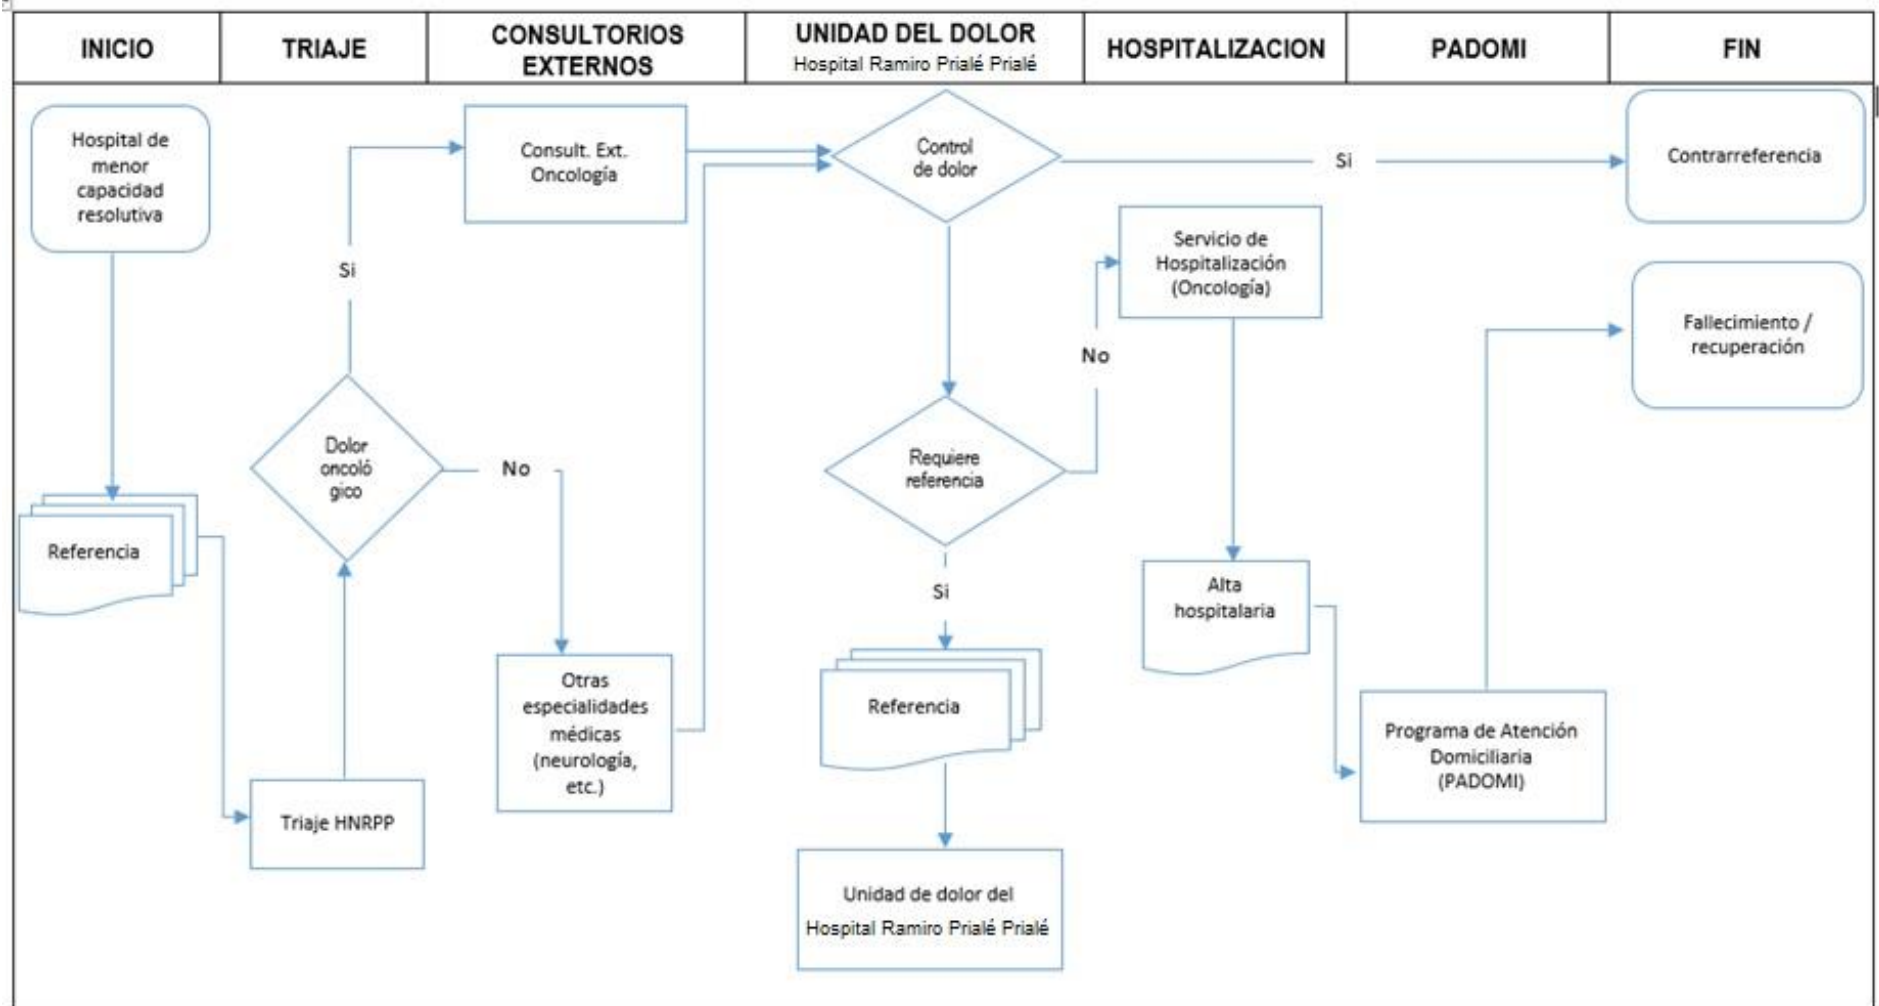 INICIO
TRIAJE
CONSULTORIOS
EXTERNOS
UNIDAD DEL DOLOR
Hospital Ramiro Prialé Prialé
HOSPITALIZACION
PADOMI
FIN
Hospital de
menor
capacidad
resolutiva
Referencia
Si
Dolor
oncoló
gico
No
Triaje HNRPP
Consult. Ext.
Oncología
Otras
especialidades
médicas
(neurología,
etc.)
Control
de dolor
Si
Requiere
referencia
No
Si
Referencia
Unidad de dolor del
Hospital Ramiro Prialé Prialé
Servicio de
Hospitalización
(Oncología)
Alta
hospitalaria
Programa de Atención
Domiciliaria
(PADOMI)
Contrarreferencia
Fallecimiento /
recuperación